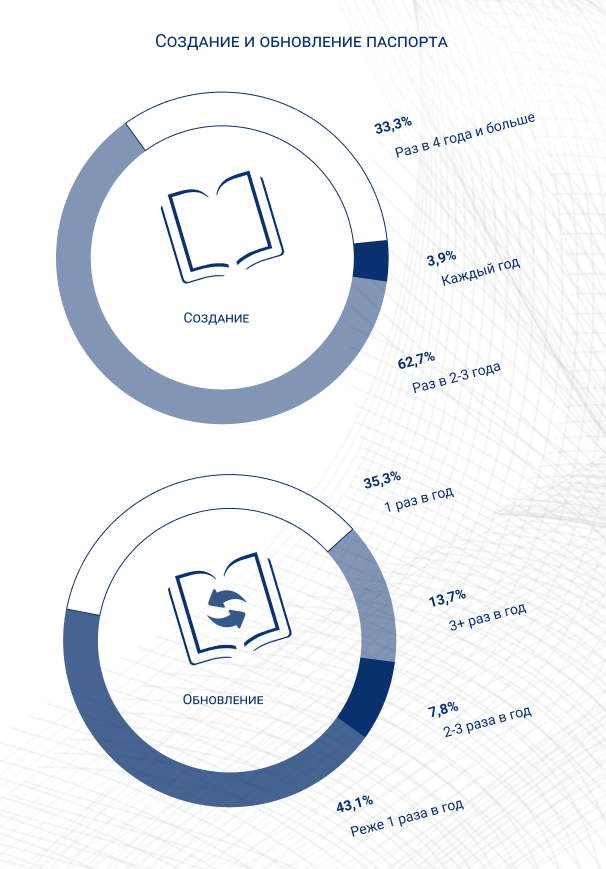 Создание и обновление паспорта
33,3%
Раз в 4 года и больше
3,9%
Каждый год
Создание
62,7%
Раз в 2-3 года
35,3%
1 раз в год
13,7%
3+ раз в год
Обновление
7,8%
2-3 раза в год
43,1%
Реже 1 раза в год